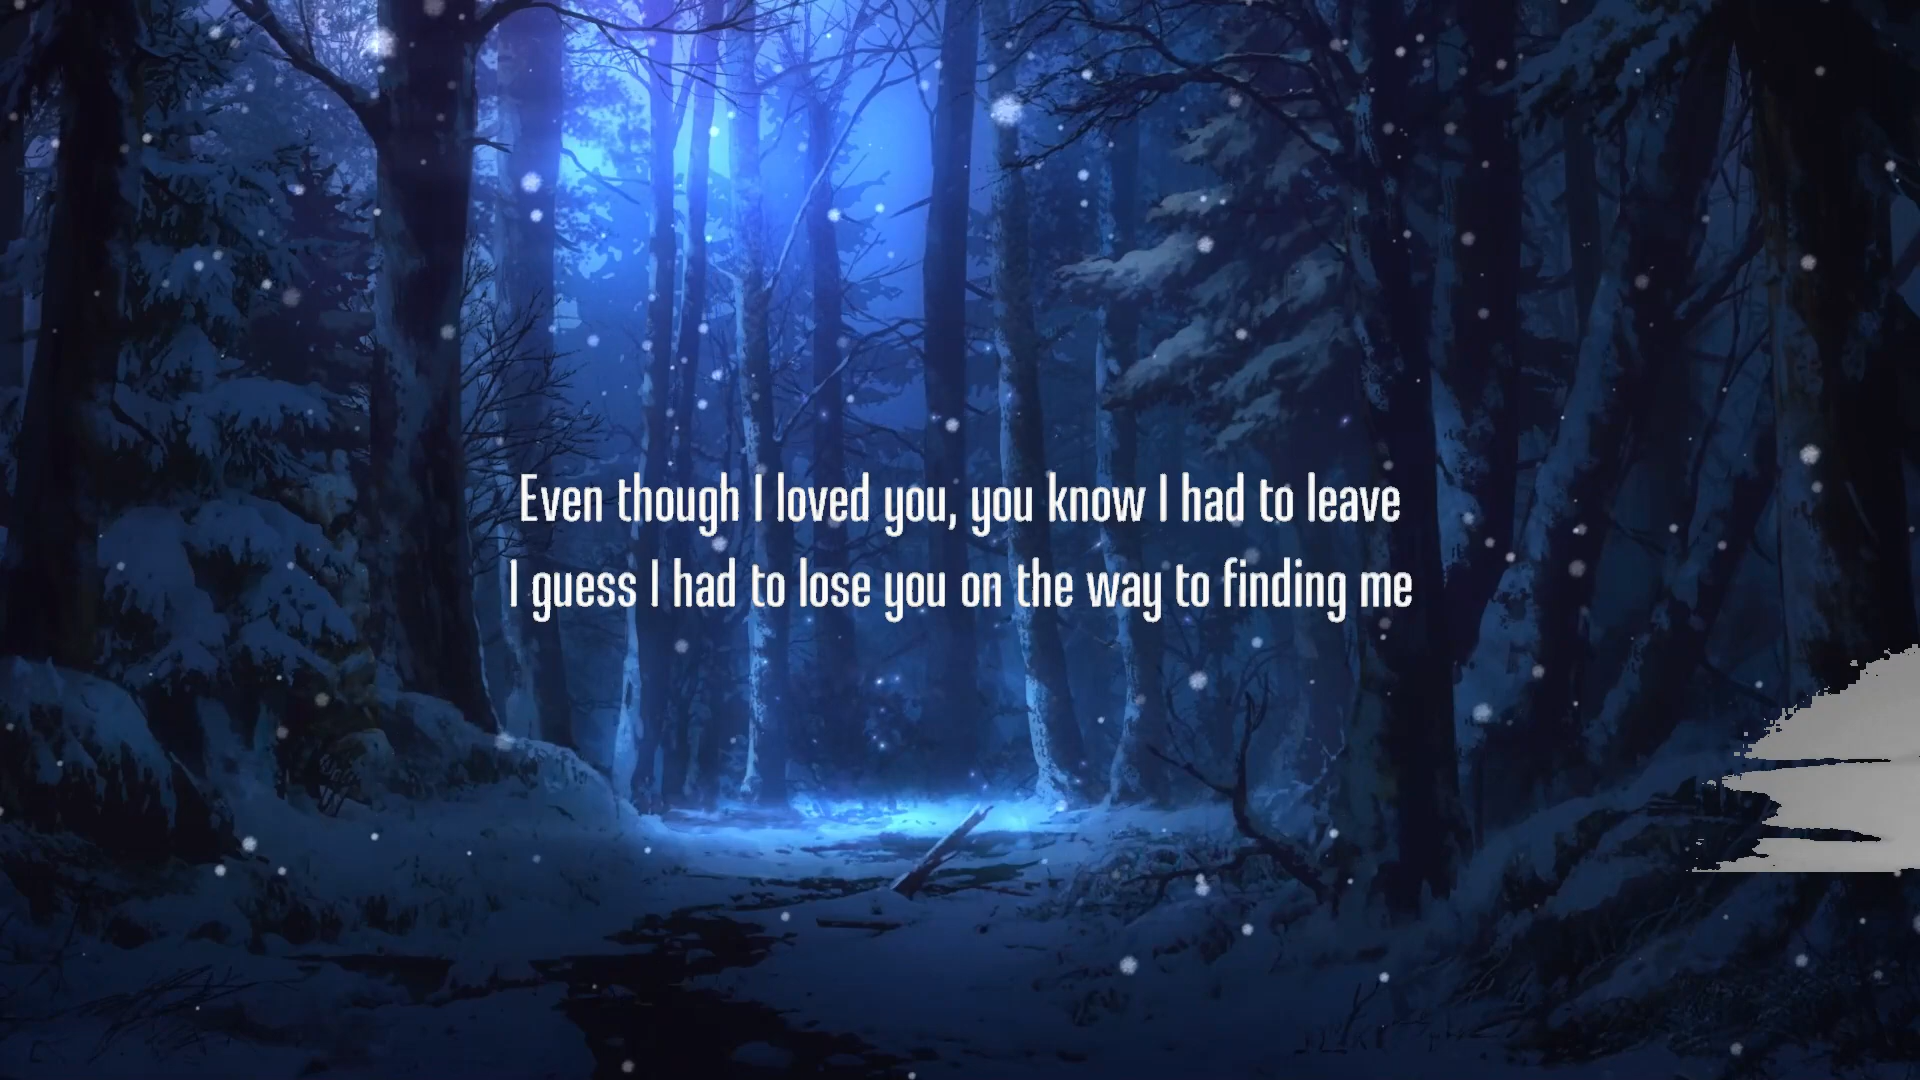 Even though I loved you, you know I had to leave
I guess I had to lose you on the way to finding me